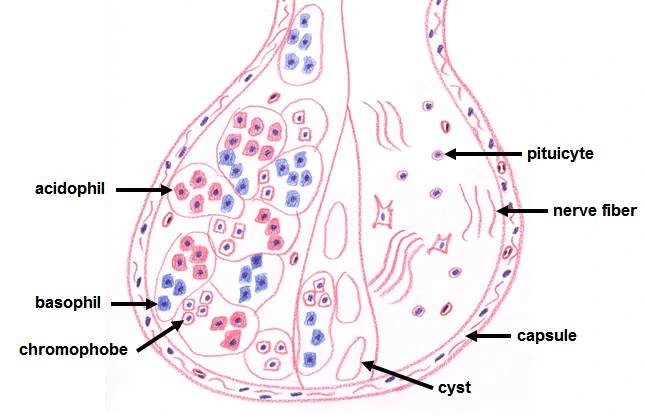 pituicyte
acidophil
nerve fiber
basophil
capsule
chromophobe
cyst